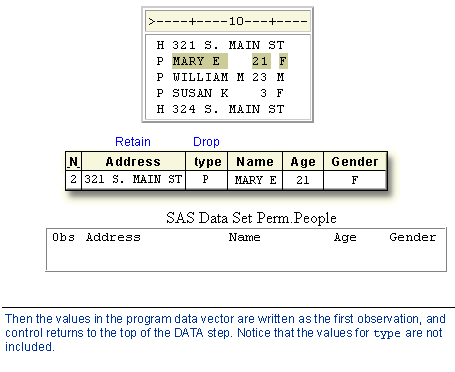 >----+----10---+----
H 321 S. MAIN ST
P MARY E    21 F
P WILLIAM M 23 M
P SUSAN K    3 F
H 324 S. MAIN ST
Retain Drop
_N_ Address type Name Age Gender
2 321 S. MAIN ST P MARY E 21 F
SAS Data Set Perm.People
Obs Address Name Age Gender
Then the values in the program data vector are written as the first observation, and
control returns to the top of the DATA step. Notice that the values for type are not
included.